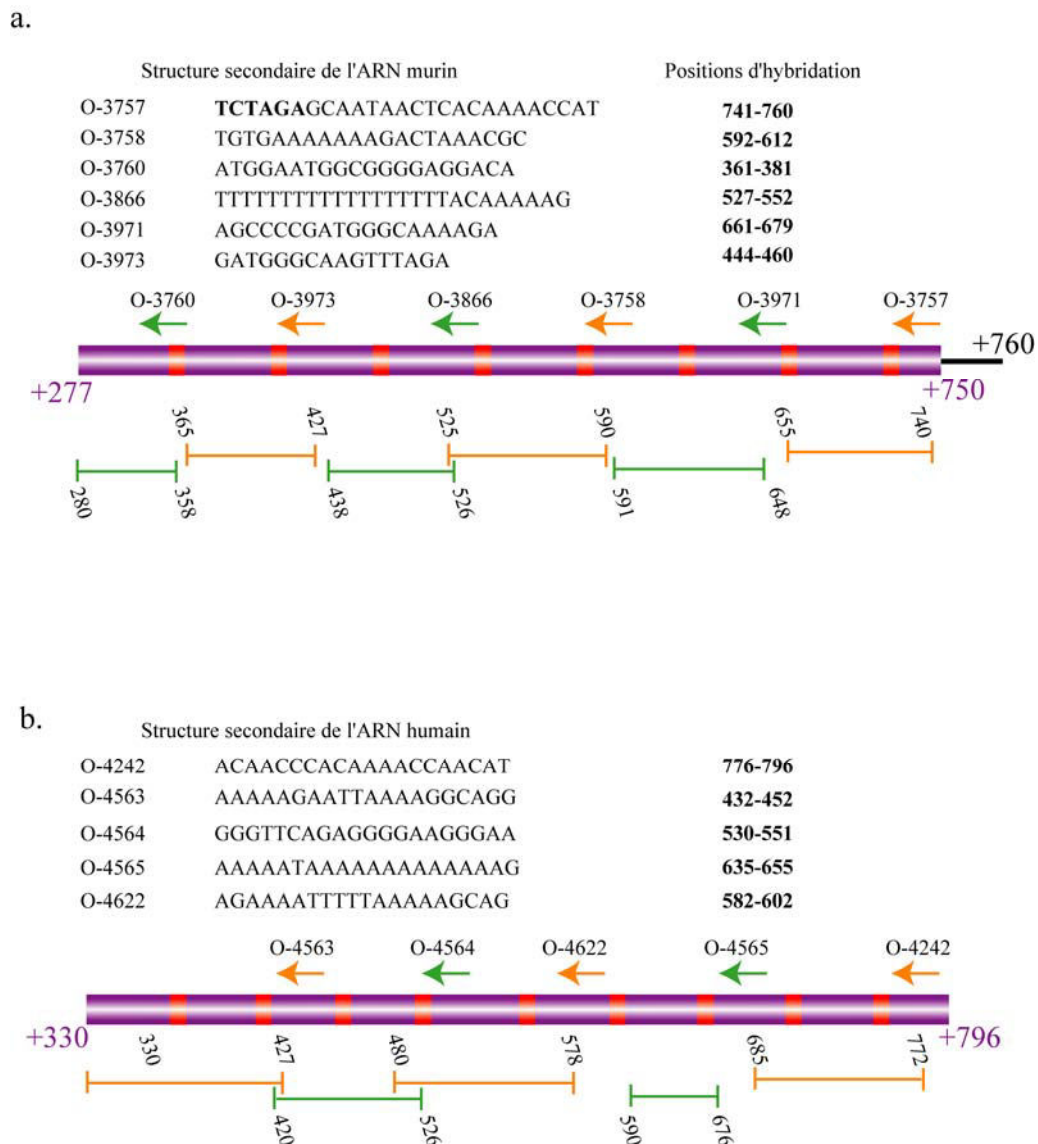 a.
Structure secondaire de l'ARN murin Positions d'hybridation
O-3757 TCTAGAGCAATAACTCACAAAACCAT 741-760
O-3758 TGTGAAAAAAAGACTAAACGC 592-612
O-3760 ATGGAATGGCGGGGAGGACA 361-381
O-3866 TTTTTTTTTTTTTTTTTTTACAAAAAG 527-552
O-3971 AGCCCCGATGGGCAAAAGA 661-679
O-3973 GATGGGCAAGTTTAGA 444-460
O-3760 O-3973 O-3866 O-3758 O-3971 O-3757
+760
+277 +750
365 427 525 590 655 740
280 358 438 526 591 648
b.
Structure secondaire de l'ARN humain
O-4242 ACAACCCACAAAACCAACAT 776-796
O-4563 AAAAAGAATTAAAAGGCAGG 432-452
O-4564 GGGTTCAGAGGGGAAGGGAA 530-551
O-4565 AAAAATAAAAAAAAAAAAAAG 635-655
O-4622 AGAAAATTTTTAAAAAGCAG 582-602
O-4563 O-4564 O-4622 O-4565 O-4242
+330 +796
330 427 480 578 685 772
420 526 590 676